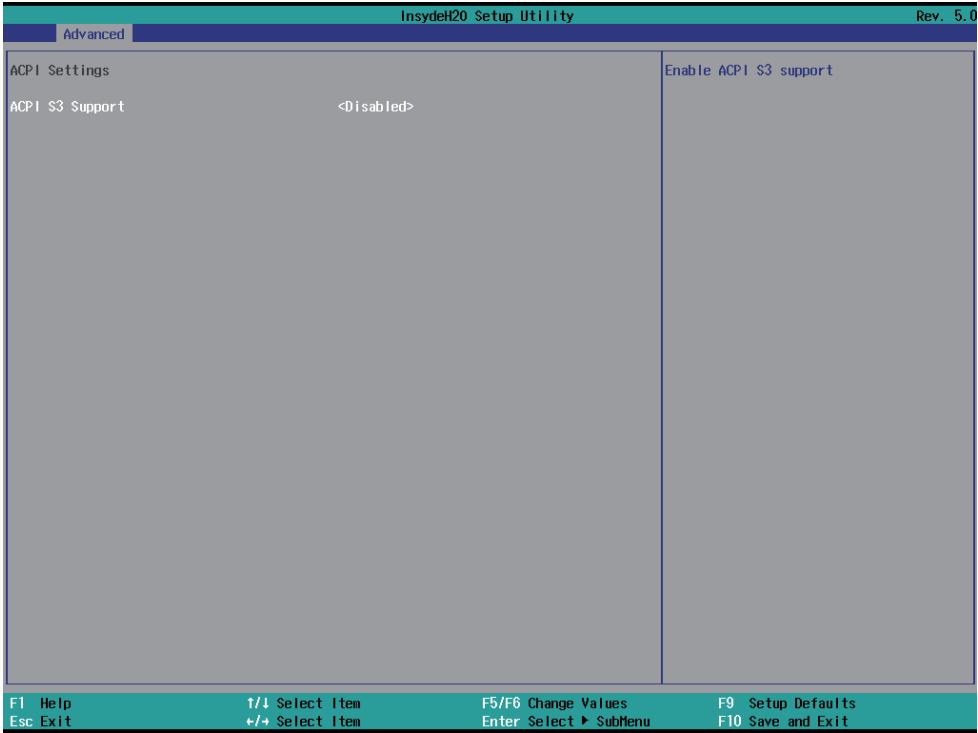 InsydeH20 Setup Utility Rev. 5.0
Advanced
ACPI Settings
Enable ACPI S3 support
ACPI S3 Support <Disabled>
F1 Help ↑/↓ Select Item F5/F6 Change Values F9 Setup Defaults
Esc Exit ←/→ Select Item Enter Select ▶ SubMenu F10 Save and Exit